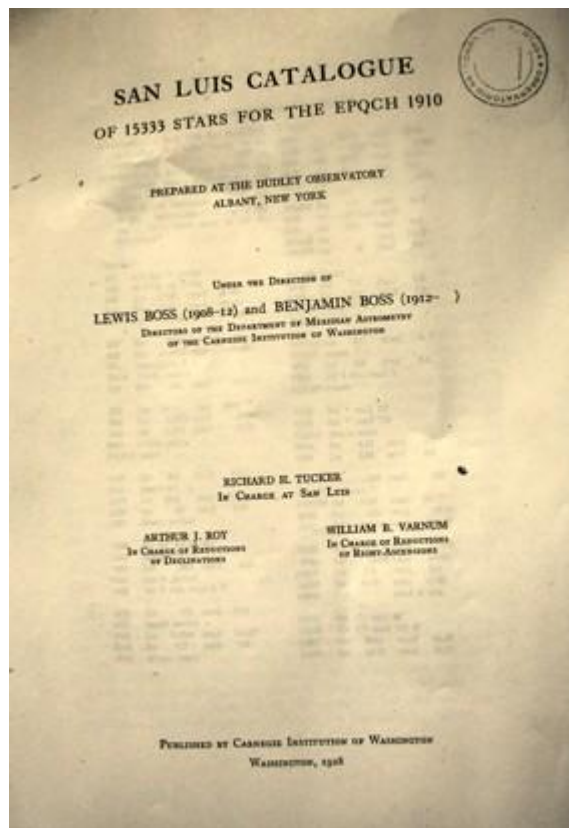 SAN LUIS CATALOGUE
OF 15333 STARS FOR THE EPOCH 1910
PREPARED AT THE DUDLEY OBSERVATORY
ALBANY, NEW YORK
UNDER THE DIRECTION OF
LEWIS BOSS (1908-12) and BENJAMIN BOSS (1912- )
DIRECTORS OF THE DEPARTMENT OF MERIDIAN ASTROMETRY
OF THE CARNEGIE INSTITUTION OF WASHINGTON
RICHARD H. TUCKER
IN CHARGE AT SAN LUIS
ARTHUR J. ROY
IN CHARGE OF REDUCTIONS
OF DECLINATIONS
WILLIAM B. VARNUM
IN CHARGE OF REDUCTIONS
OF RIGHT-ASCENSIONS
PUBLISHED BY CARNEGIE INSTITUTION OF WASHINGTON
WASHINGTON, 1928